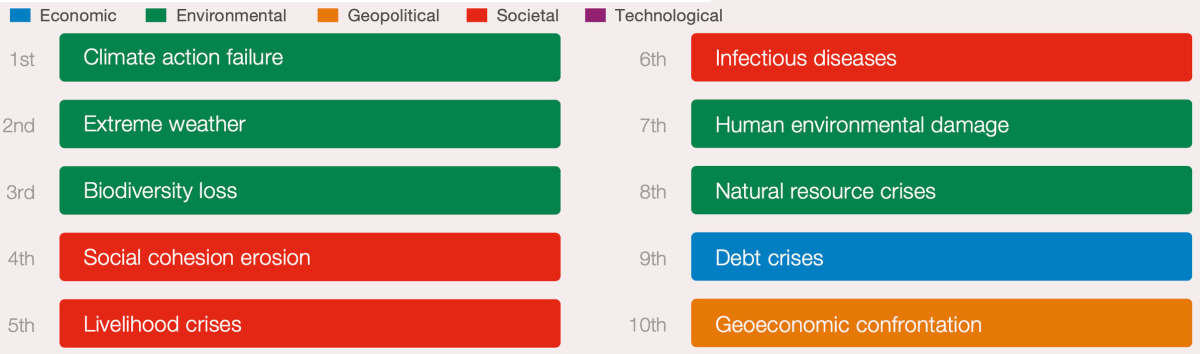 Economic Environmental Geopolitical Societal Technological
1st Climate action failure
2nd Extreme weather
3rd Biodiversity loss
4th Social cohesion erosion
5th Livelihood crises
6th Infectious diseases
7th Human environmental damage
8th Natural resource crises
9th Debt crises
10th Geoeconomic confrontation